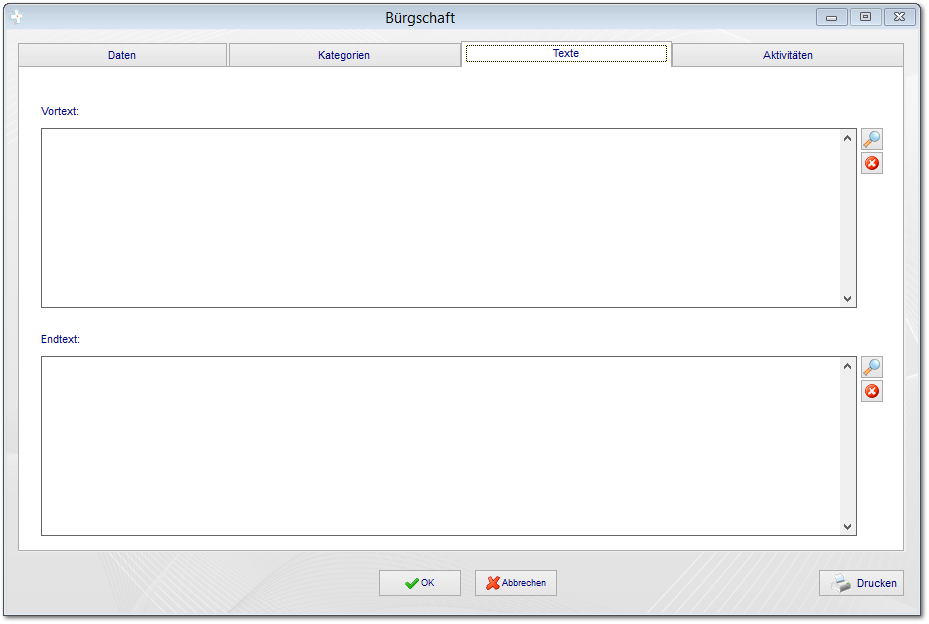 Bürgschaft
Daten
Kategorien
Texte
Aktivitäten
Vortext:
Endtext:
OK
Abbrechen
Drucken